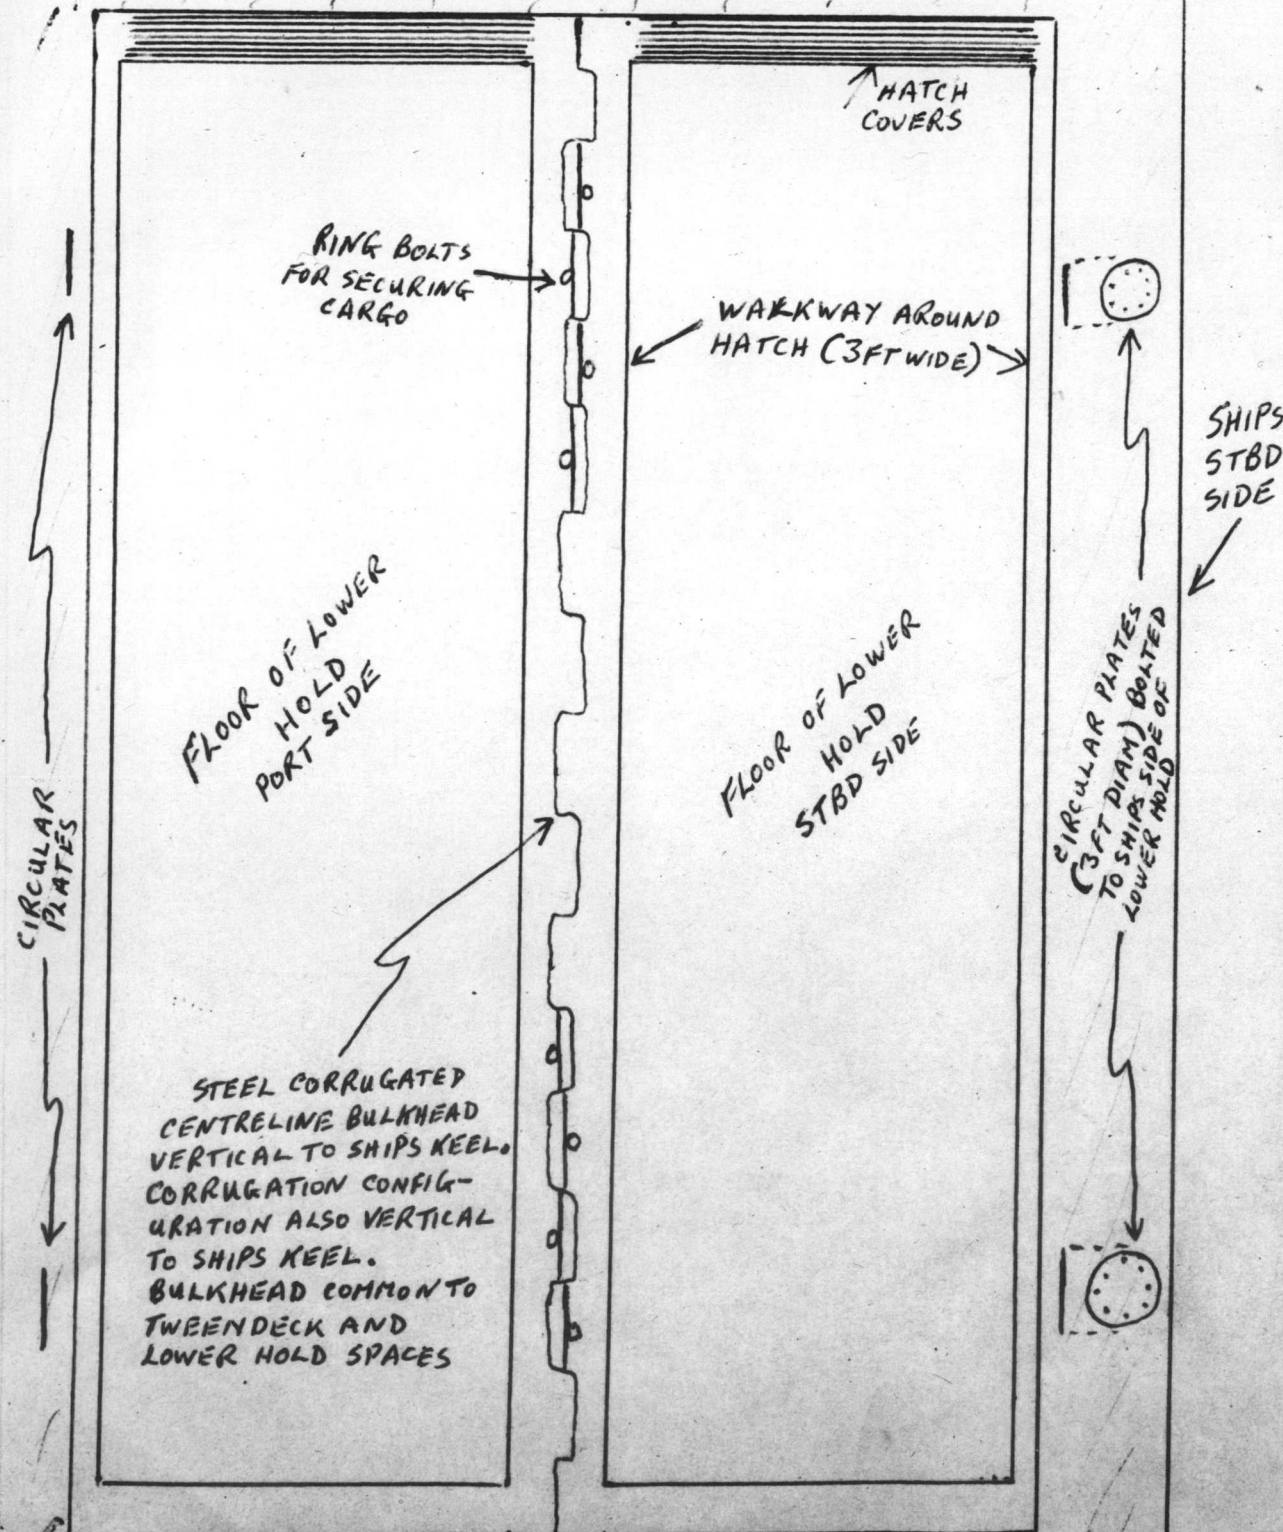 HATCH
COVERS
RING BOLTS
FOR SECURING
CARGO
WALKWAY AROUND
HATCH (3FT WIDE)
SHIPS
STBD
SIDE
FLOOR OF LOWER
HOLD
PORT SIDE
FLOOR OF LOWER
HOLD
STBD SIDE
CIRCULAR PLATES
(3FT DIAM) BOLTED
TO SHIPS SIDE OF
LOWER HOLD
CIRCULAR
PLATES
STEEL CORRUGATED
CENTRELINE BULKHEAD
VERTICAL TO SHIPS KEEL.
CORRUGATION CONFIG-
URATION ALSO VERTICAL
TO SHIPS KEEL.
BULKHEAD COMMON TO
TWEENDECK AND
LOWER HOLD SPACES